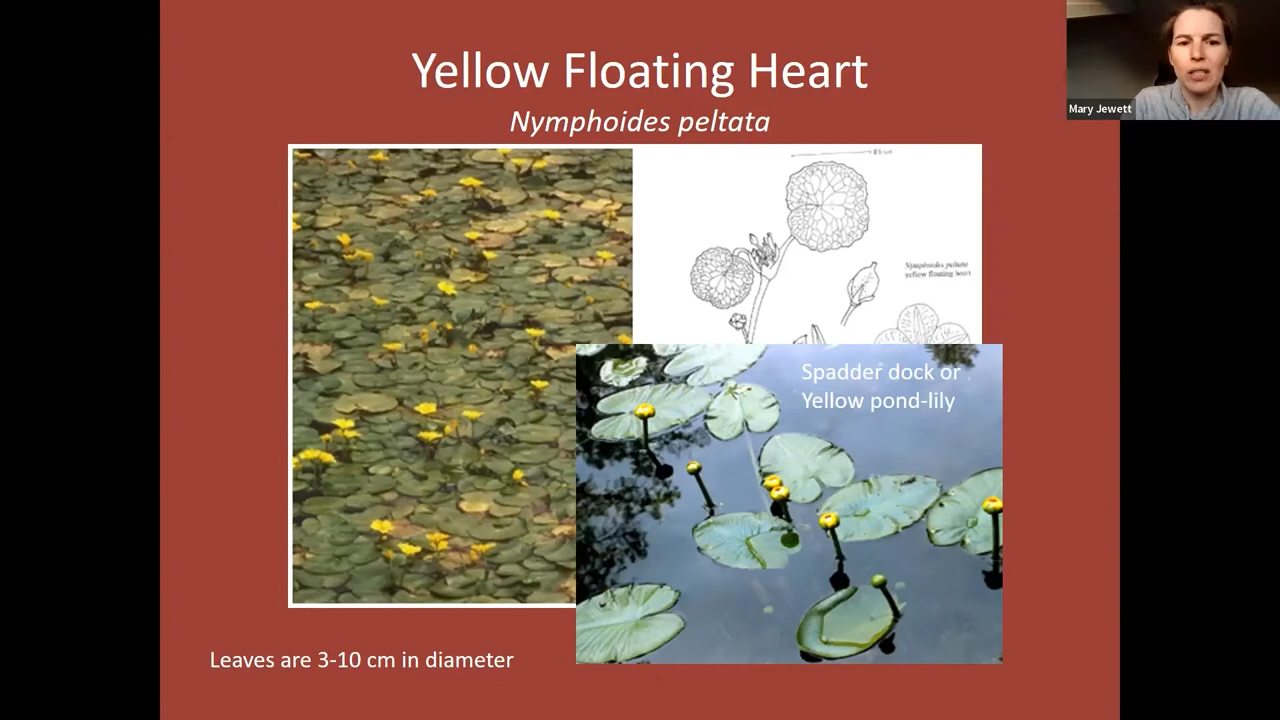 Yellow Floating Heart
Nymphoides peltata
Mary Jewett
Nymphoides peltata
yellow floating heart
Spadder dock or
Yellow pond-lily
Leaves are 3-10 cm in diameter